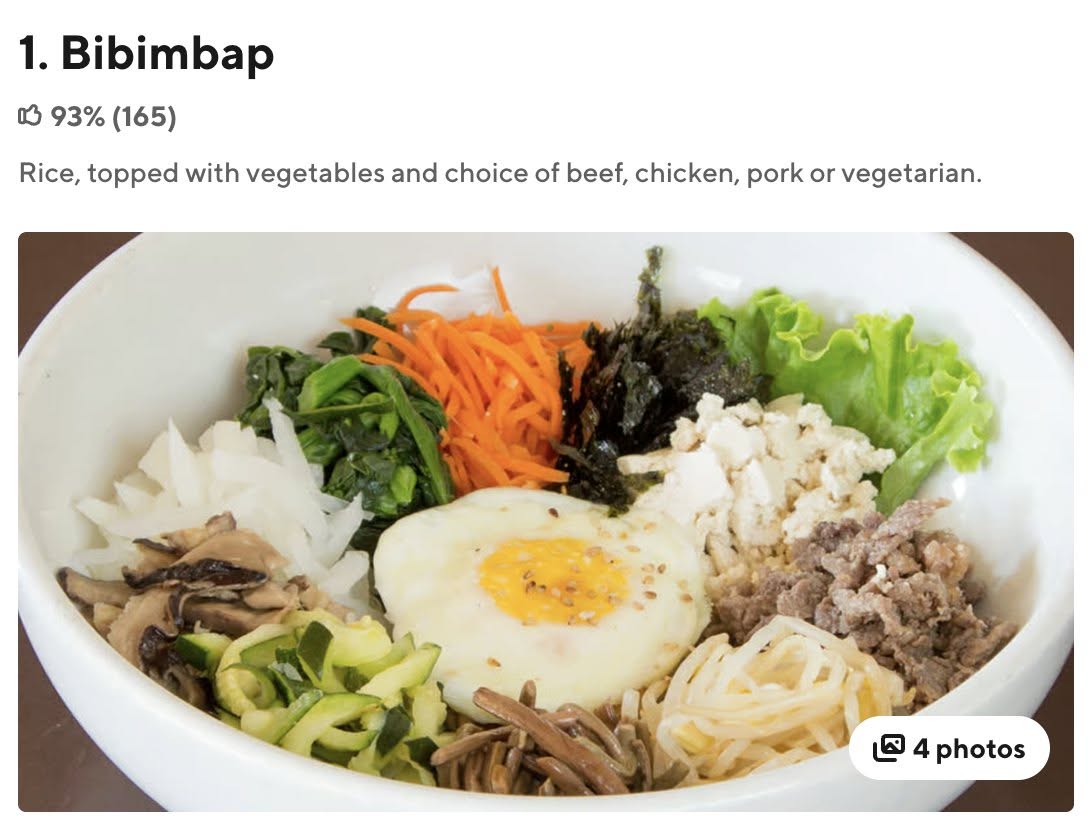 1. Bibimbap
93% (165)
Rice, topped with vegetables and choice of beef, chicken, pork or vegetarian.
4 photos